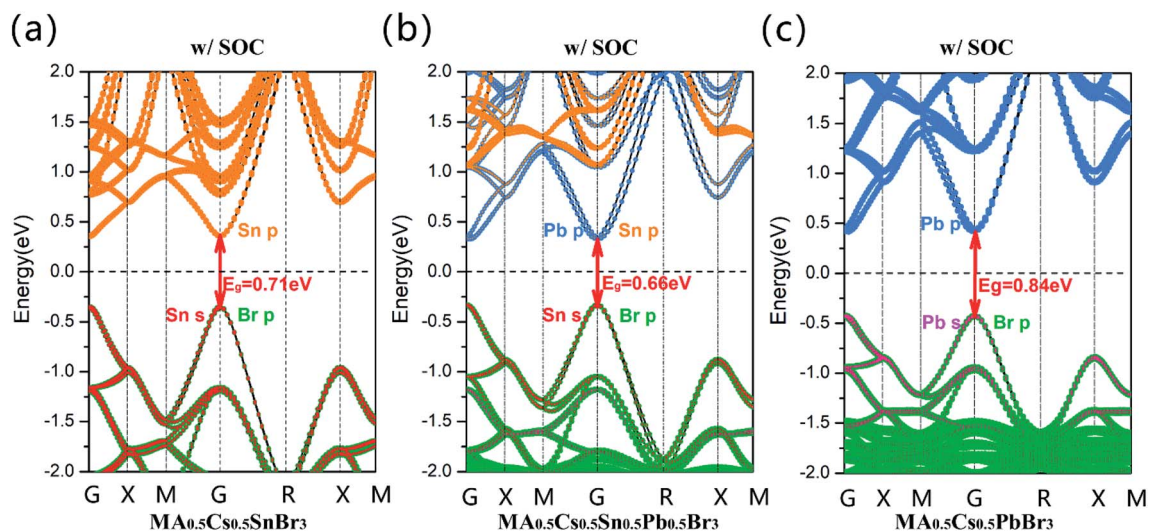 (a)
w/ SOC
Energy(eV)
2.0
1.5
1.0
0.5
0.0
-0.5
-1.0
-1.5
-2.0
Sn p
Eg=0.71eV
Sn s
Br p
G X M G R X M
MA0.5Cs0.5SnBr3
(b)
w/ SOC
Energy(eV)
2.0
1.5
1.0
0.5
0.0
-0.5
-1.0
-1.5
-2.0
Pb p
Sn p
Eg=0.66eV
Sn s
Br p
G X M G R X M
MA0.5Cs0.5Sn0.5Pb0.5Br3
(c)
w/ SOC
Energy(eV)
2.0
1.5
1.0
0.5
0.0
-0.5
-1.0
-1.5
-2.0
Pb p
Eg=0.84eV
Pb s
Br p
G X M G R X M
MA0.5Cs0.5PbBr3